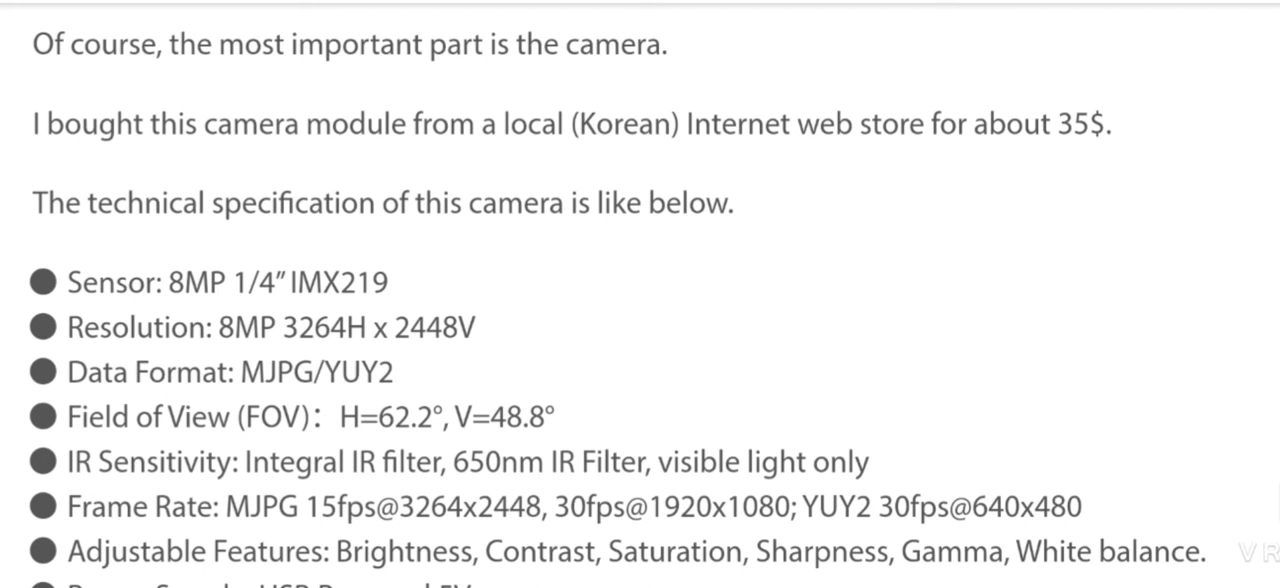 Of course, the most important part is the camera.
I bought this camera module from a local (Korean) Internet web store for about 35$.
The technical specification of this camera is like below.
● Sensor: 8MP 1/4” IMX219
● Resolution: 8MP 3264H x 2448V
● Data Format: MJPG/YUY2
● Field of View (FOV)： H=62.2°, V=48.8°
● IR Sensitivity: Integral IR filter, 650nm IR Filter, visible light only
● Frame Rate: MJPG 15fps@3264x2448, 30fps@1920x1080; YUY2 30fps@640x480
● Adjustable Features: Brightness, Contrast, Saturation, Sharpness, Gamma, White balance.
VR